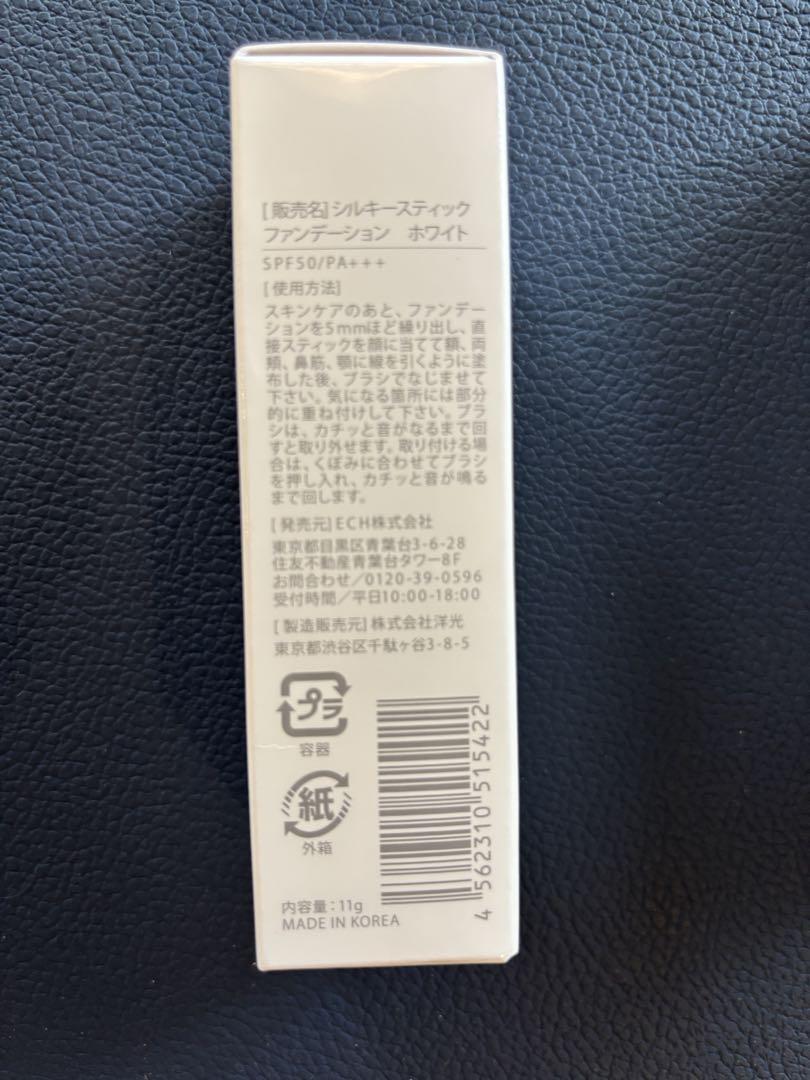 [販売名]シルキースティック
ファンデーション　ホワイト
SPF50/PA+++
[使用方法]
スキンケアのあと、ファンデー
ションを5mmほど繰り出し、直
接スティックを顔に当てて額、両
頬、鼻筋、顎に線を引くように塗
布した後、ブラシでなじませて
下さい。気になる箇所には部分
的に重ね付けして下さい。ブラ
シは、カチッと音がなるまで回
すと取り外せます。取り付ける場
合は、くぼみに合わせてブラシ
を押し入れ、カチッと音が鳴る
まで回します。
[発売元]ECH株式会社
東京都目黒区青葉台3-6-28
住友不動産青葉台タワー8F
お問合わせ/0120-39-0596
受付時間/平日10:00-18:00
[製造販売元]株式会社洋光
東京都渋谷区千駄ヶ谷3-8-5
プラ
容器
紙
外箱
4 562310 515422
内容量：11g
MADE IN KOREA